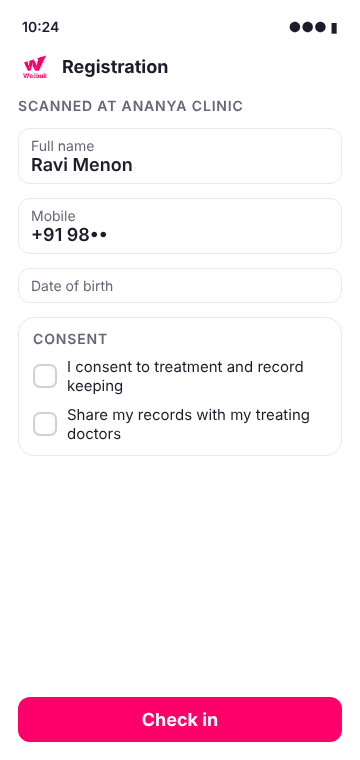 10:24
Welbuk
Registration
SCANNED AT ANANYA CLINIC
Full name
Ravi Menon
Mobile
+91 98••
Date of birth
CONSENT
I consent to treatment and record
keeping
Share my records with my treating
doctors
Check in